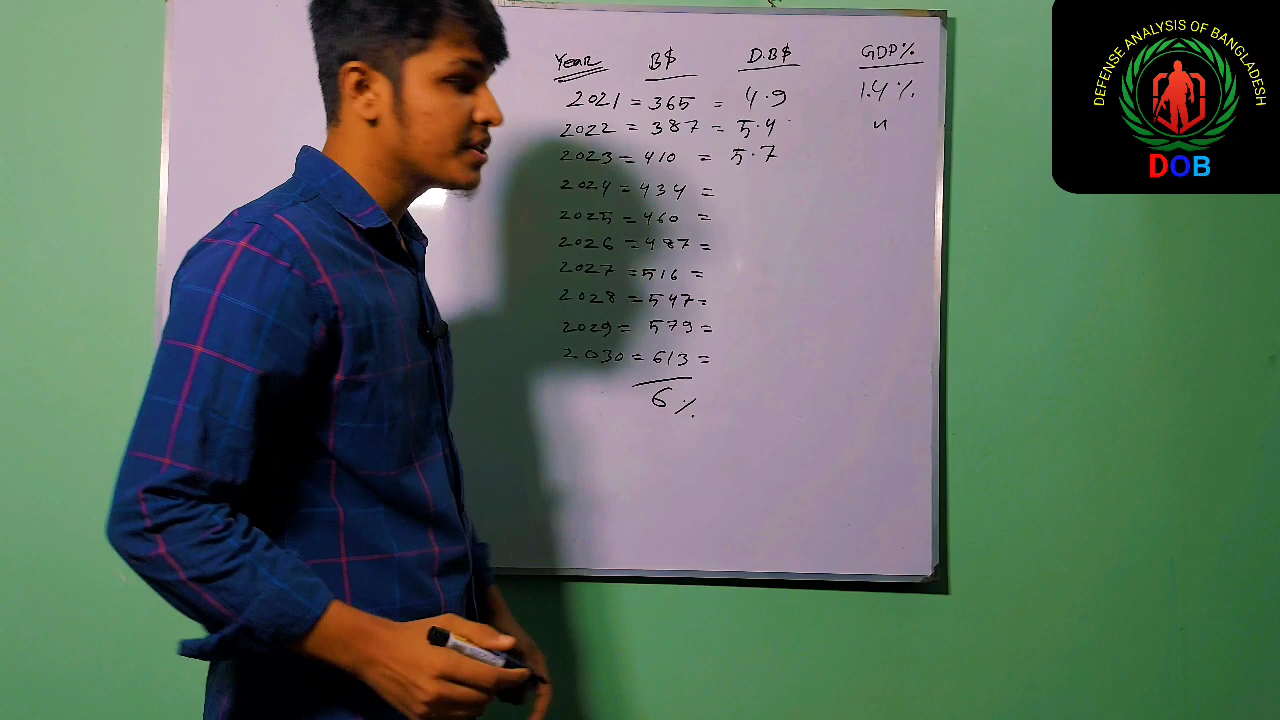 Year B$ D.B$ GDP%
2021 = 365 = 4.9 1.4%
2022 = 387 = 5.4 "
2023 = 410 = 5.7
2024 = 434 =
2025 = 460 =
2026 = 487 =
2027 = 516 =
2028 = 547 =
2029 = 579 =
2030 = 613 =
6%
DEFENSE ANALYSIS OF BANGLADESH
DOB